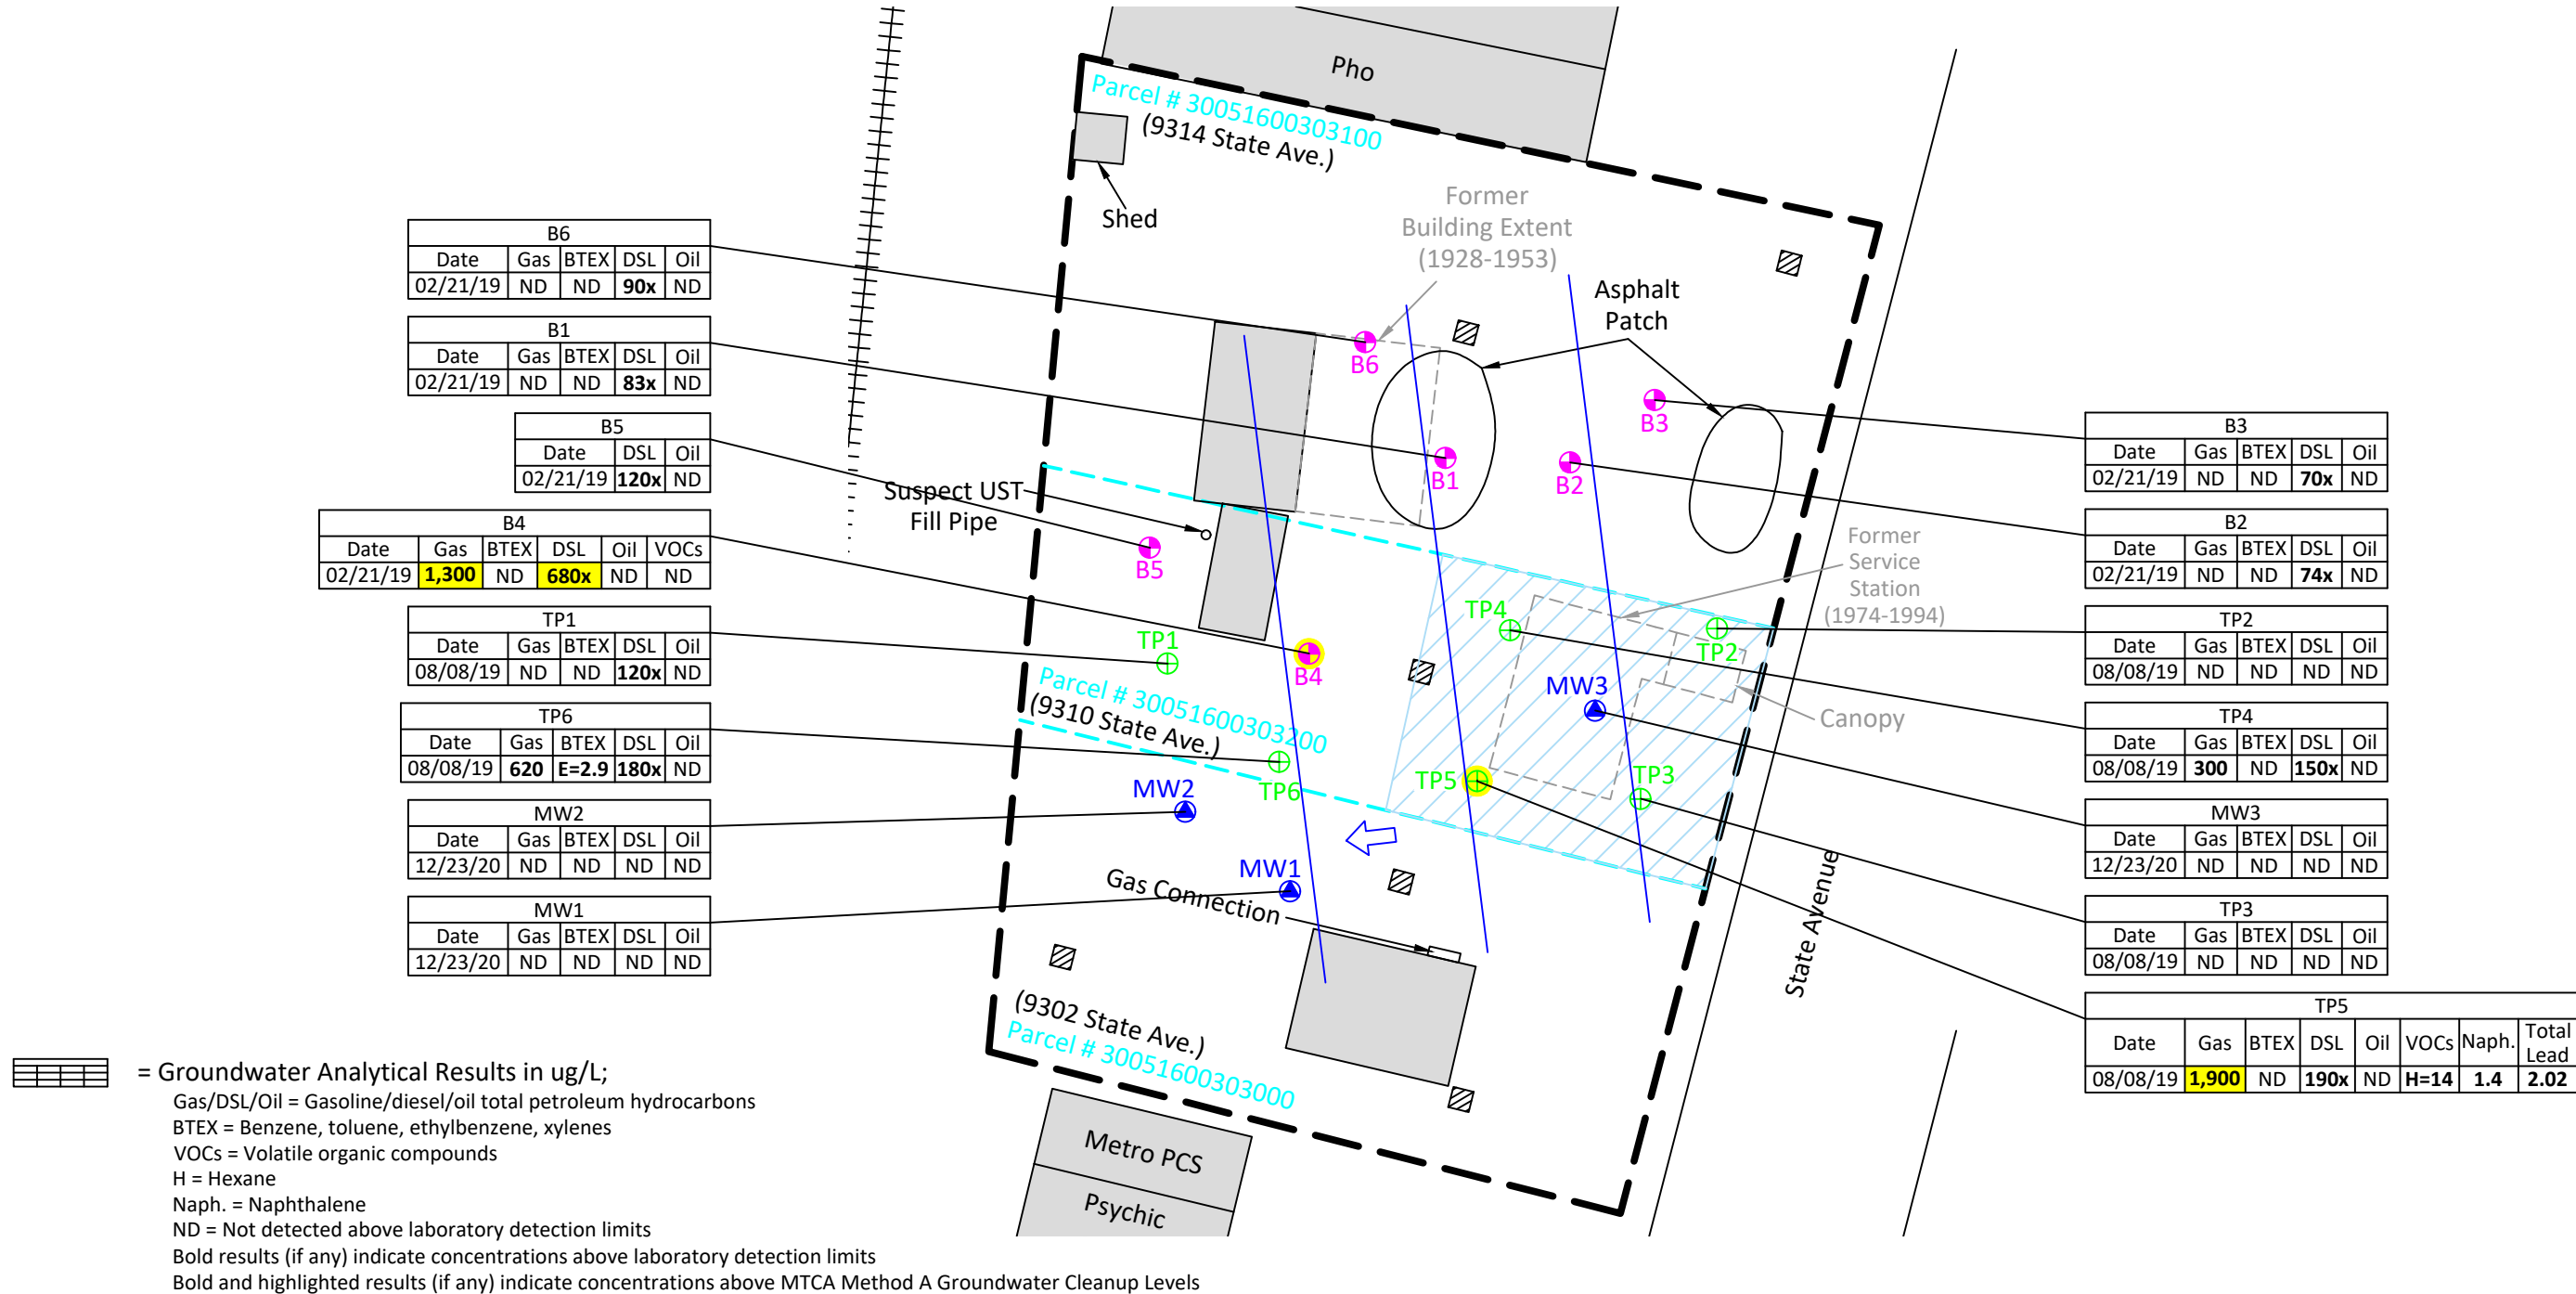 Pho
Parcel # 30051600303100
(9314 State Ave.)
Shed
Former
Building Extent
(1928-1953)
Asphalt
Patch
B6
Date Gas BTEX DSL Oil
02/21/19 ND ND 90x ND
B1
Date Gas BTEX DSL Oil
02/21/19 ND ND 83x ND
B5
Date DSL Oil
02/21/19 120x ND
B4
Date Gas BTEX DSL Oil VOCs
02/21/19 1,300 ND 680x ND ND
TP1
Date Gas BTEX DSL Oil
08/08/19 ND ND 120x ND
TP6
Date Gas BTEX DSL Oil
08/08/19 620 E=2.9 180x ND
MW2
Date Gas BTEX DSL Oil
12/23/20 ND ND ND ND
MW1
Date Gas BTEX DSL Oil
12/23/20 ND ND ND ND
B6
B3
B1
B2
Suspect UST
Fill Pipe
B5
Former
Service
Station
(1974-1994)
TP4
TP2
TP1
B4
MW3
Canopy
Parcel # 30051600303200
(9310 State Ave.)
TP5
TP3
TP6
MW2
MW1
Gas Connection
State Avenue
(9302 State Ave.)
Parcel # 30051600303000
Metro PCS
Psychic
B3
Date Gas BTEX DSL Oil
02/21/19 ND ND 70x ND
B2
Date Gas BTEX DSL Oil
02/21/19 ND ND 74x ND
TP2
Date Gas BTEX DSL Oil
08/08/19 ND ND ND ND
TP4
Date Gas BTEX DSL Oil
08/08/19 300 ND 150x ND
MW3
Date Gas BTEX DSL Oil
12/23/20 ND ND ND ND
TP3
Date Gas BTEX DSL Oil
08/08/19 ND ND ND ND
TP5
Date Gas BTEX DSL Oil VOCs Naph. Total Lead
08/08/19 1,900 ND 190x ND H=14 1.4 2.02
= Groundwater Analytical Results in ug/L;
Gas/DSL/Oil = Gasoline/diesel/oil total petroleum hydrocarbons
BTEX = Benzene, toluene, ethylbenzene, xylenes
VOCs = Volatile organic compounds
H = Hexane
Naph. = Naphthalene
ND = Not detected above laboratory detection limits
Bold results (if any) indicate concentrations above laboratory detection limits
Bold and highlighted results (if any) indicate concentrations above MTCA Method A Groundwater Cleanup Levels